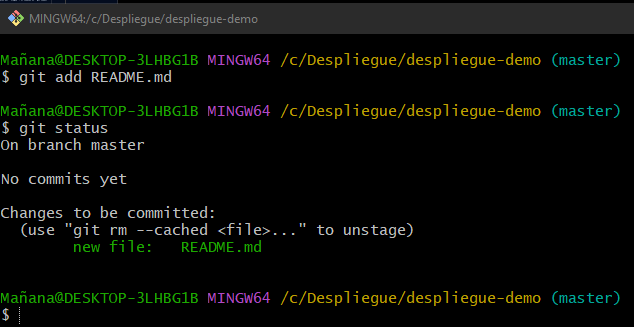 MINGW64:/c/Despliegue/despliegue-demo
Mañana@DESKTOP-3LHBG1B MINGW64 /c/Despliegue/despliegue-demo (master)
$ git add README.md
Mañana@DESKTOP-3LHBG1B MINGW64 /c/Despliegue/despliegue-demo (master)
$ git status
On branch master
No commits yet
Changes to be committed:
(use "git rm --cached <file>..." to unstage)
new file: README.md
Mañana@DESKTOP-3LHBG1B MINGW64 /c/Despliegue/despliegue-demo (master)
$